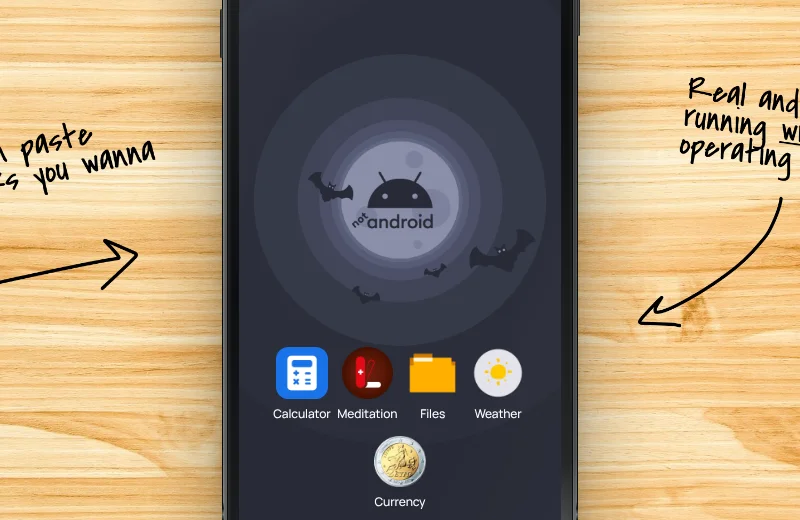 paste
you wanna
Real and
running
operating
not
android
Calculator Meditation Files Weather
Currency